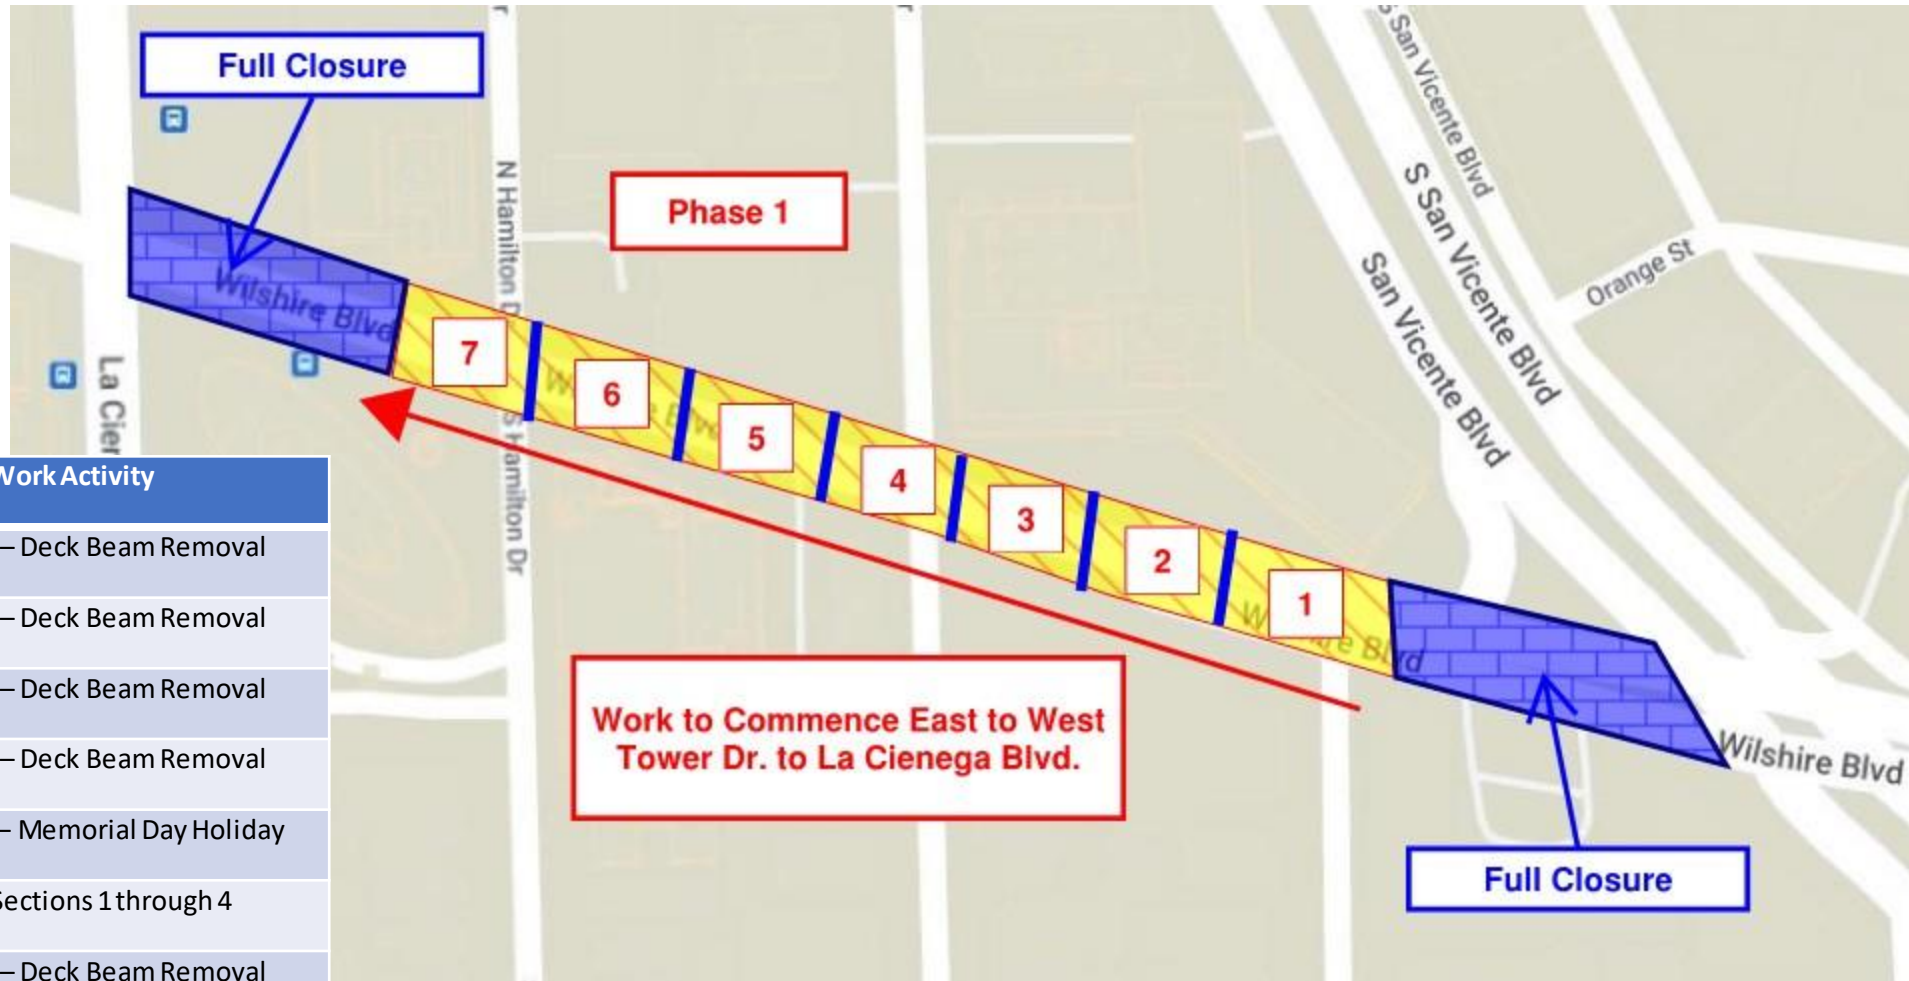 Full Closure
S San Vicente Blvd
Phase 1
N Hamilton D
S San Vicente Blvd
San Vicente Blvd
Orange St
Wilshire Blvd
La Cier
7
6
5
4
3
2
1
S Hamilton Dr
Work Activity
– Deck Beam Removal
– Deck Beam Removal
– Deck Beam Removal
– Deck Beam Removal
– Memorial Day Holiday
Sections 1 through 4
– Deck Beam Removal
Work to Commence East to West
Tower Dr. to La Cienega Blvd.
Wilshire Blvd
Full Closure